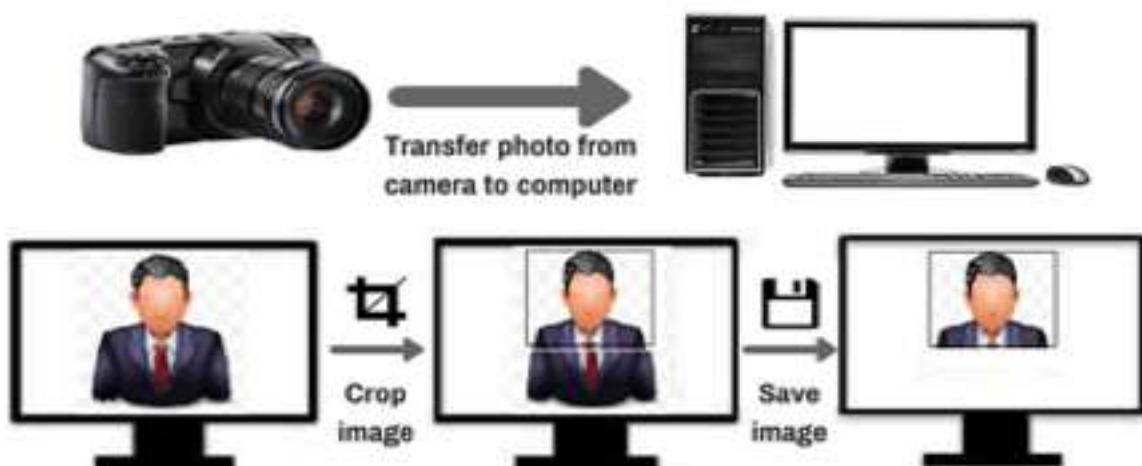 Transfer photo from
camera to computer
Crop
image
Save
image